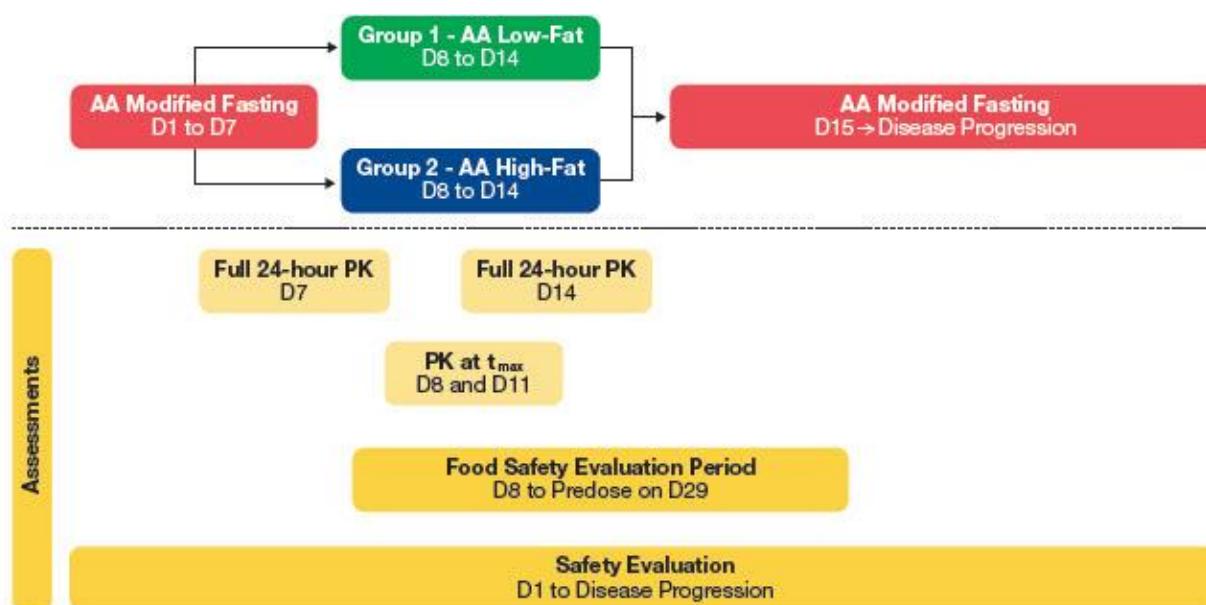 Group 1 - AA Low-Fat
D8 to D14
AA Modified Fasting
D1 to D7
AA Modified Fasting
D15 → Disease Progression
Group 2 - AA High-Fat
D8 to D14
Assessments
Full 24-hour PK
D7
Full 24-hour PK
D14
PK at tmax
D8 and D11
Food Safety Evaluation Period
D8 to Predose on D29
Safety Evaluation
D1 to Disease Progression